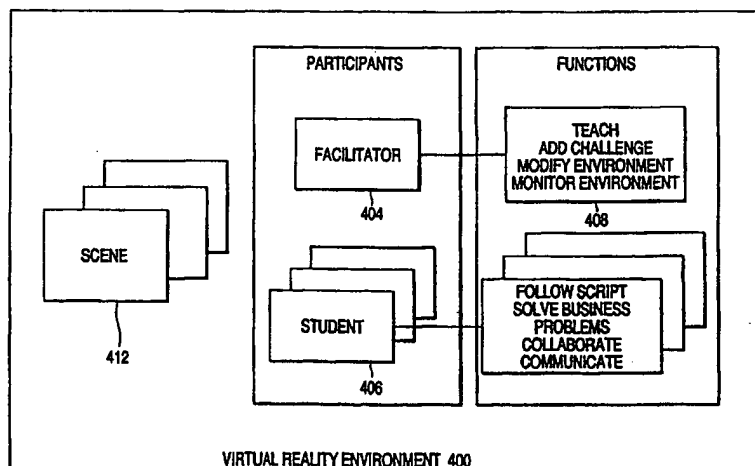 PARTICIPANTS
FUNCTIONS
FACILITATOR
404
TEACH
ADD CHALLENGE
MODIFY ENVIRONMENT
MONITOR ENVIRONMENT
408
SCENE
412
STUDENT
406
FOLLOW SCRIPT
SOLVE BUSINESS
PROBLEMS
COLLABORATE
COMMUNICATE
VIRTUAL REALITY ENVIRONMENT 400